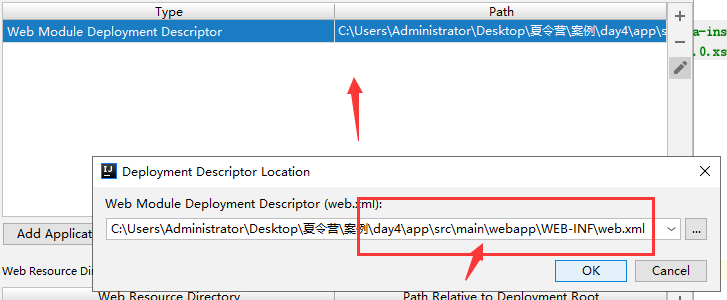 Type Path
Web Module Deployment Descriptor C:\Users\Administrator\Desktop\夏令营\案例\day4\app\s
a-ins
.0.xs
Deployment Descriptor Location
Web Module Deployment Descriptor (web.xml):
C:\Users\Administrator\Desktop\夏令营\案例\day4\app\src\main\webapp\WEB-INF\web.xml ...
Add Applicat
OK Cancel
Web Resource Dir
Web Resource Directory Path Relative to Deployment Root